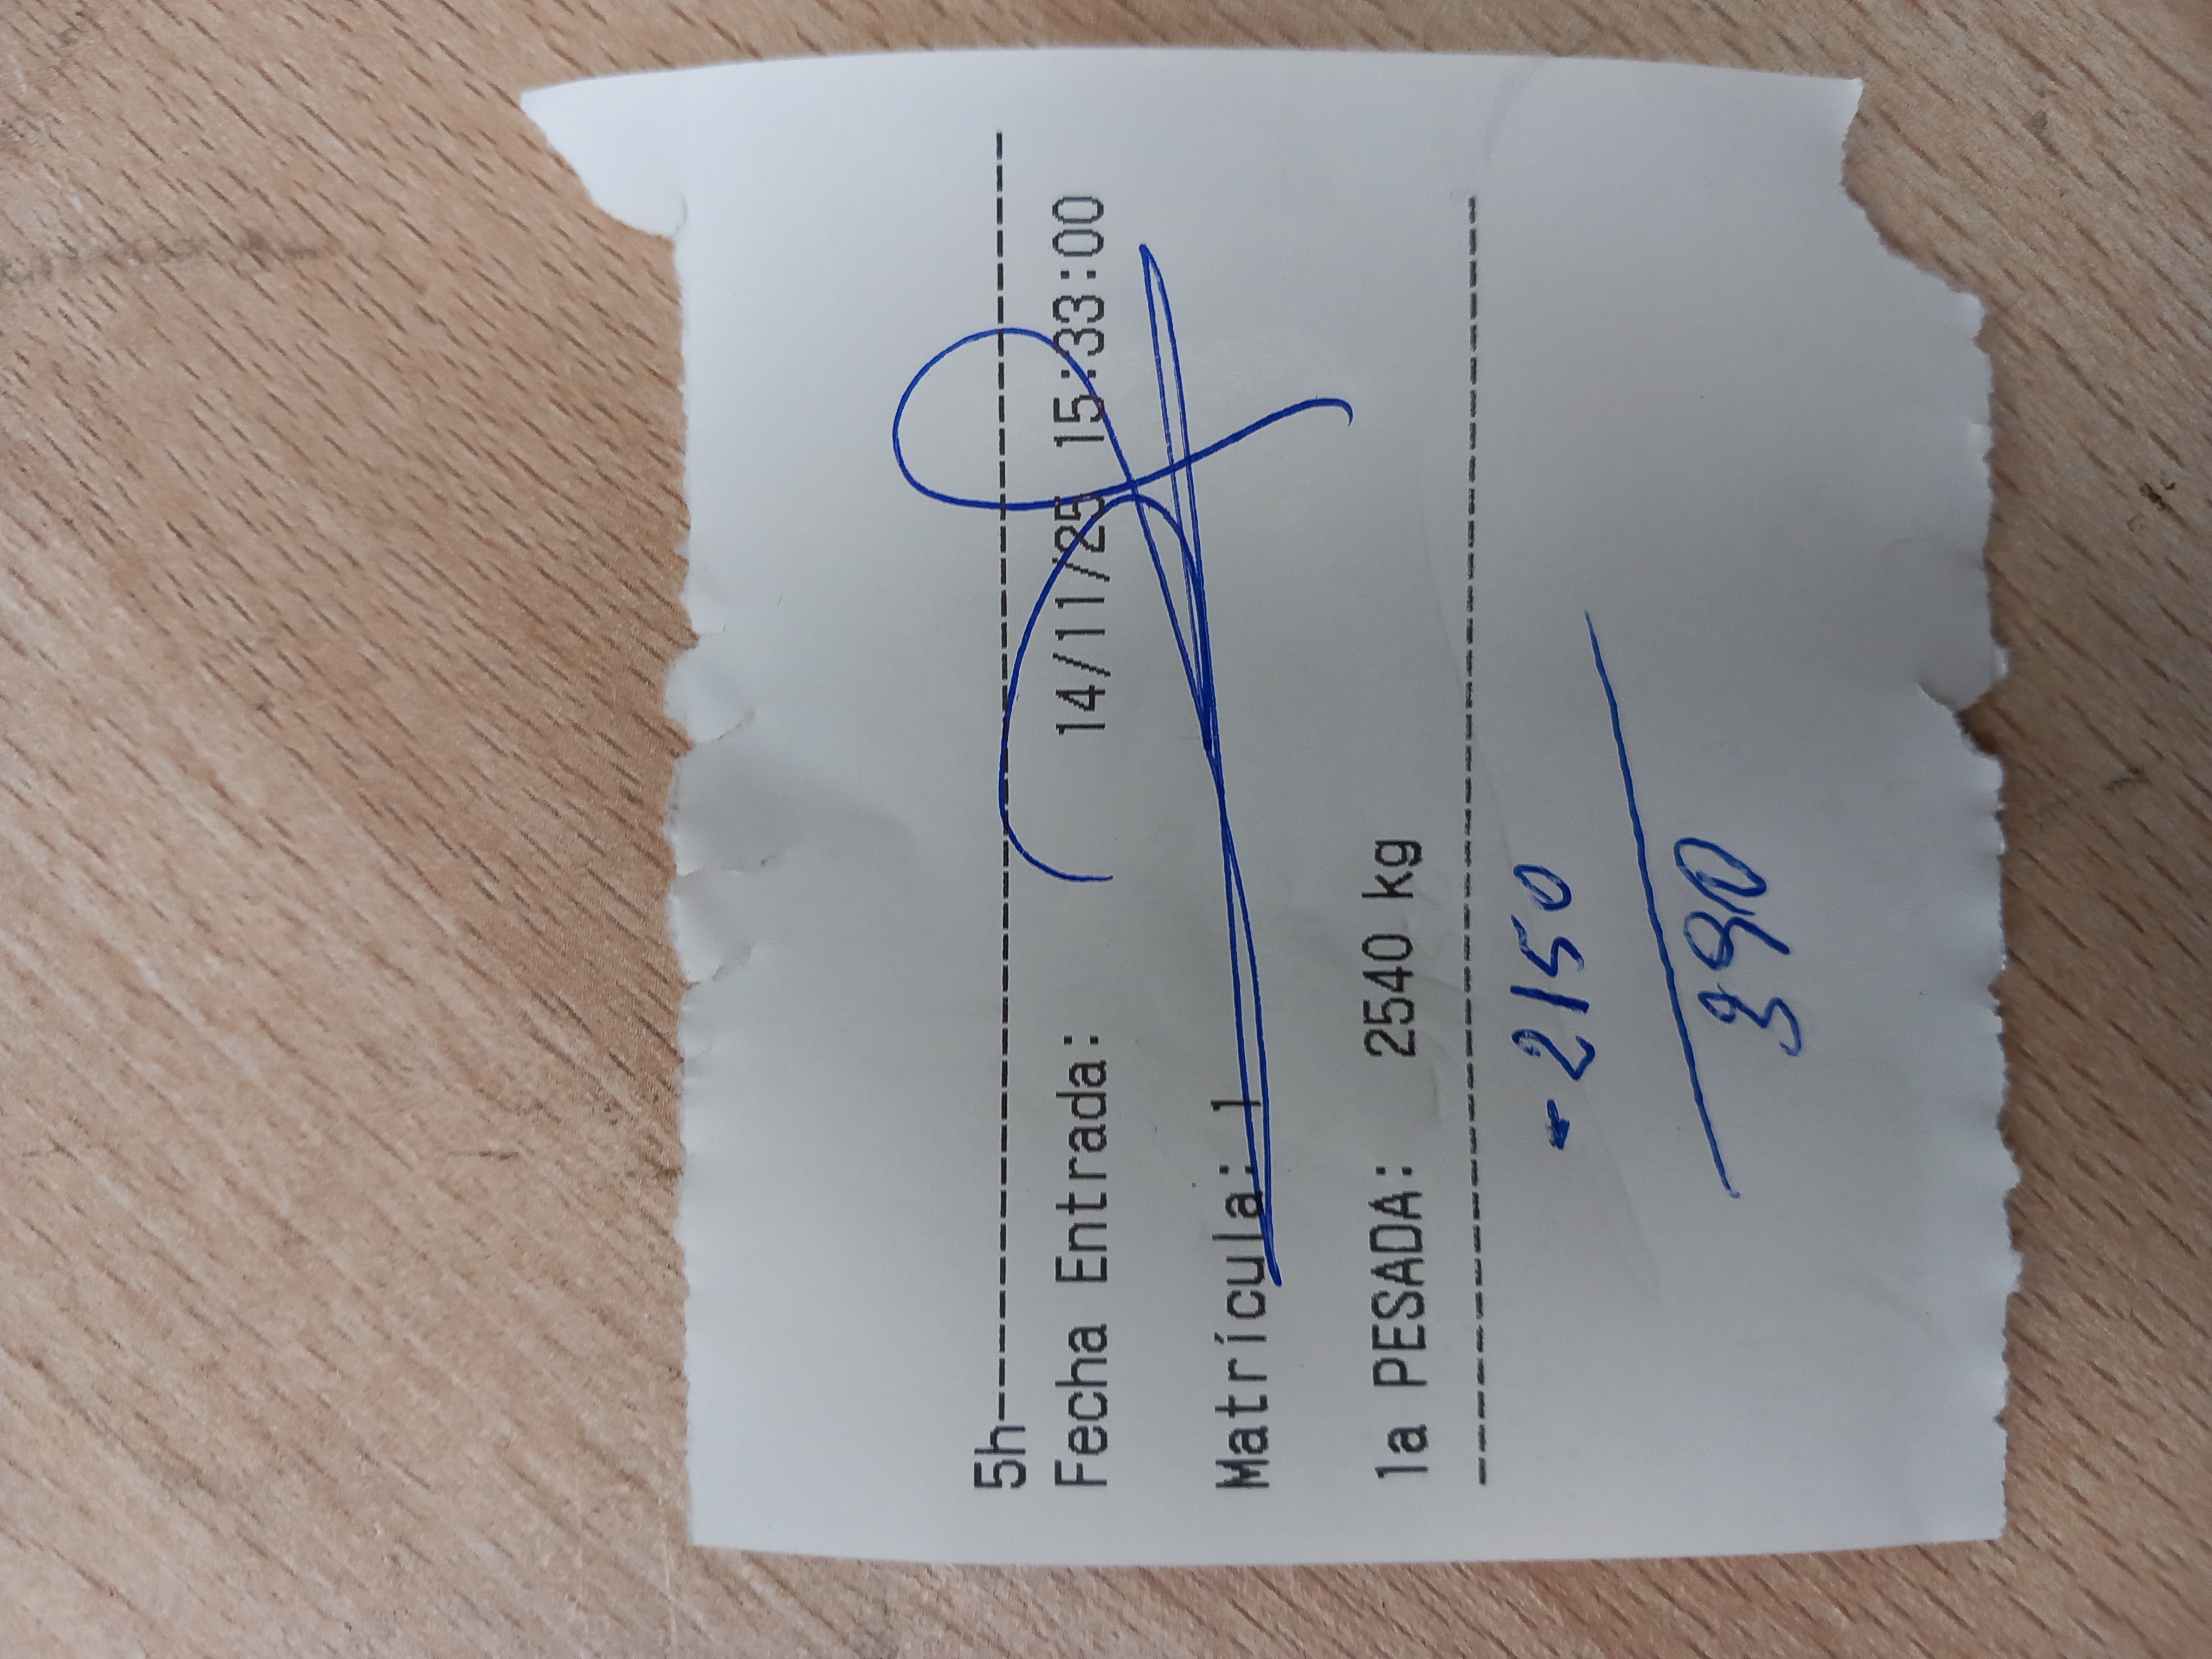 5h--------------------------------------
Fecha Entrada: 14/11/25 15:33:00
Matrícula: 1
1a PESADA: 2540 kg
----------------------------------------
- 2150
390